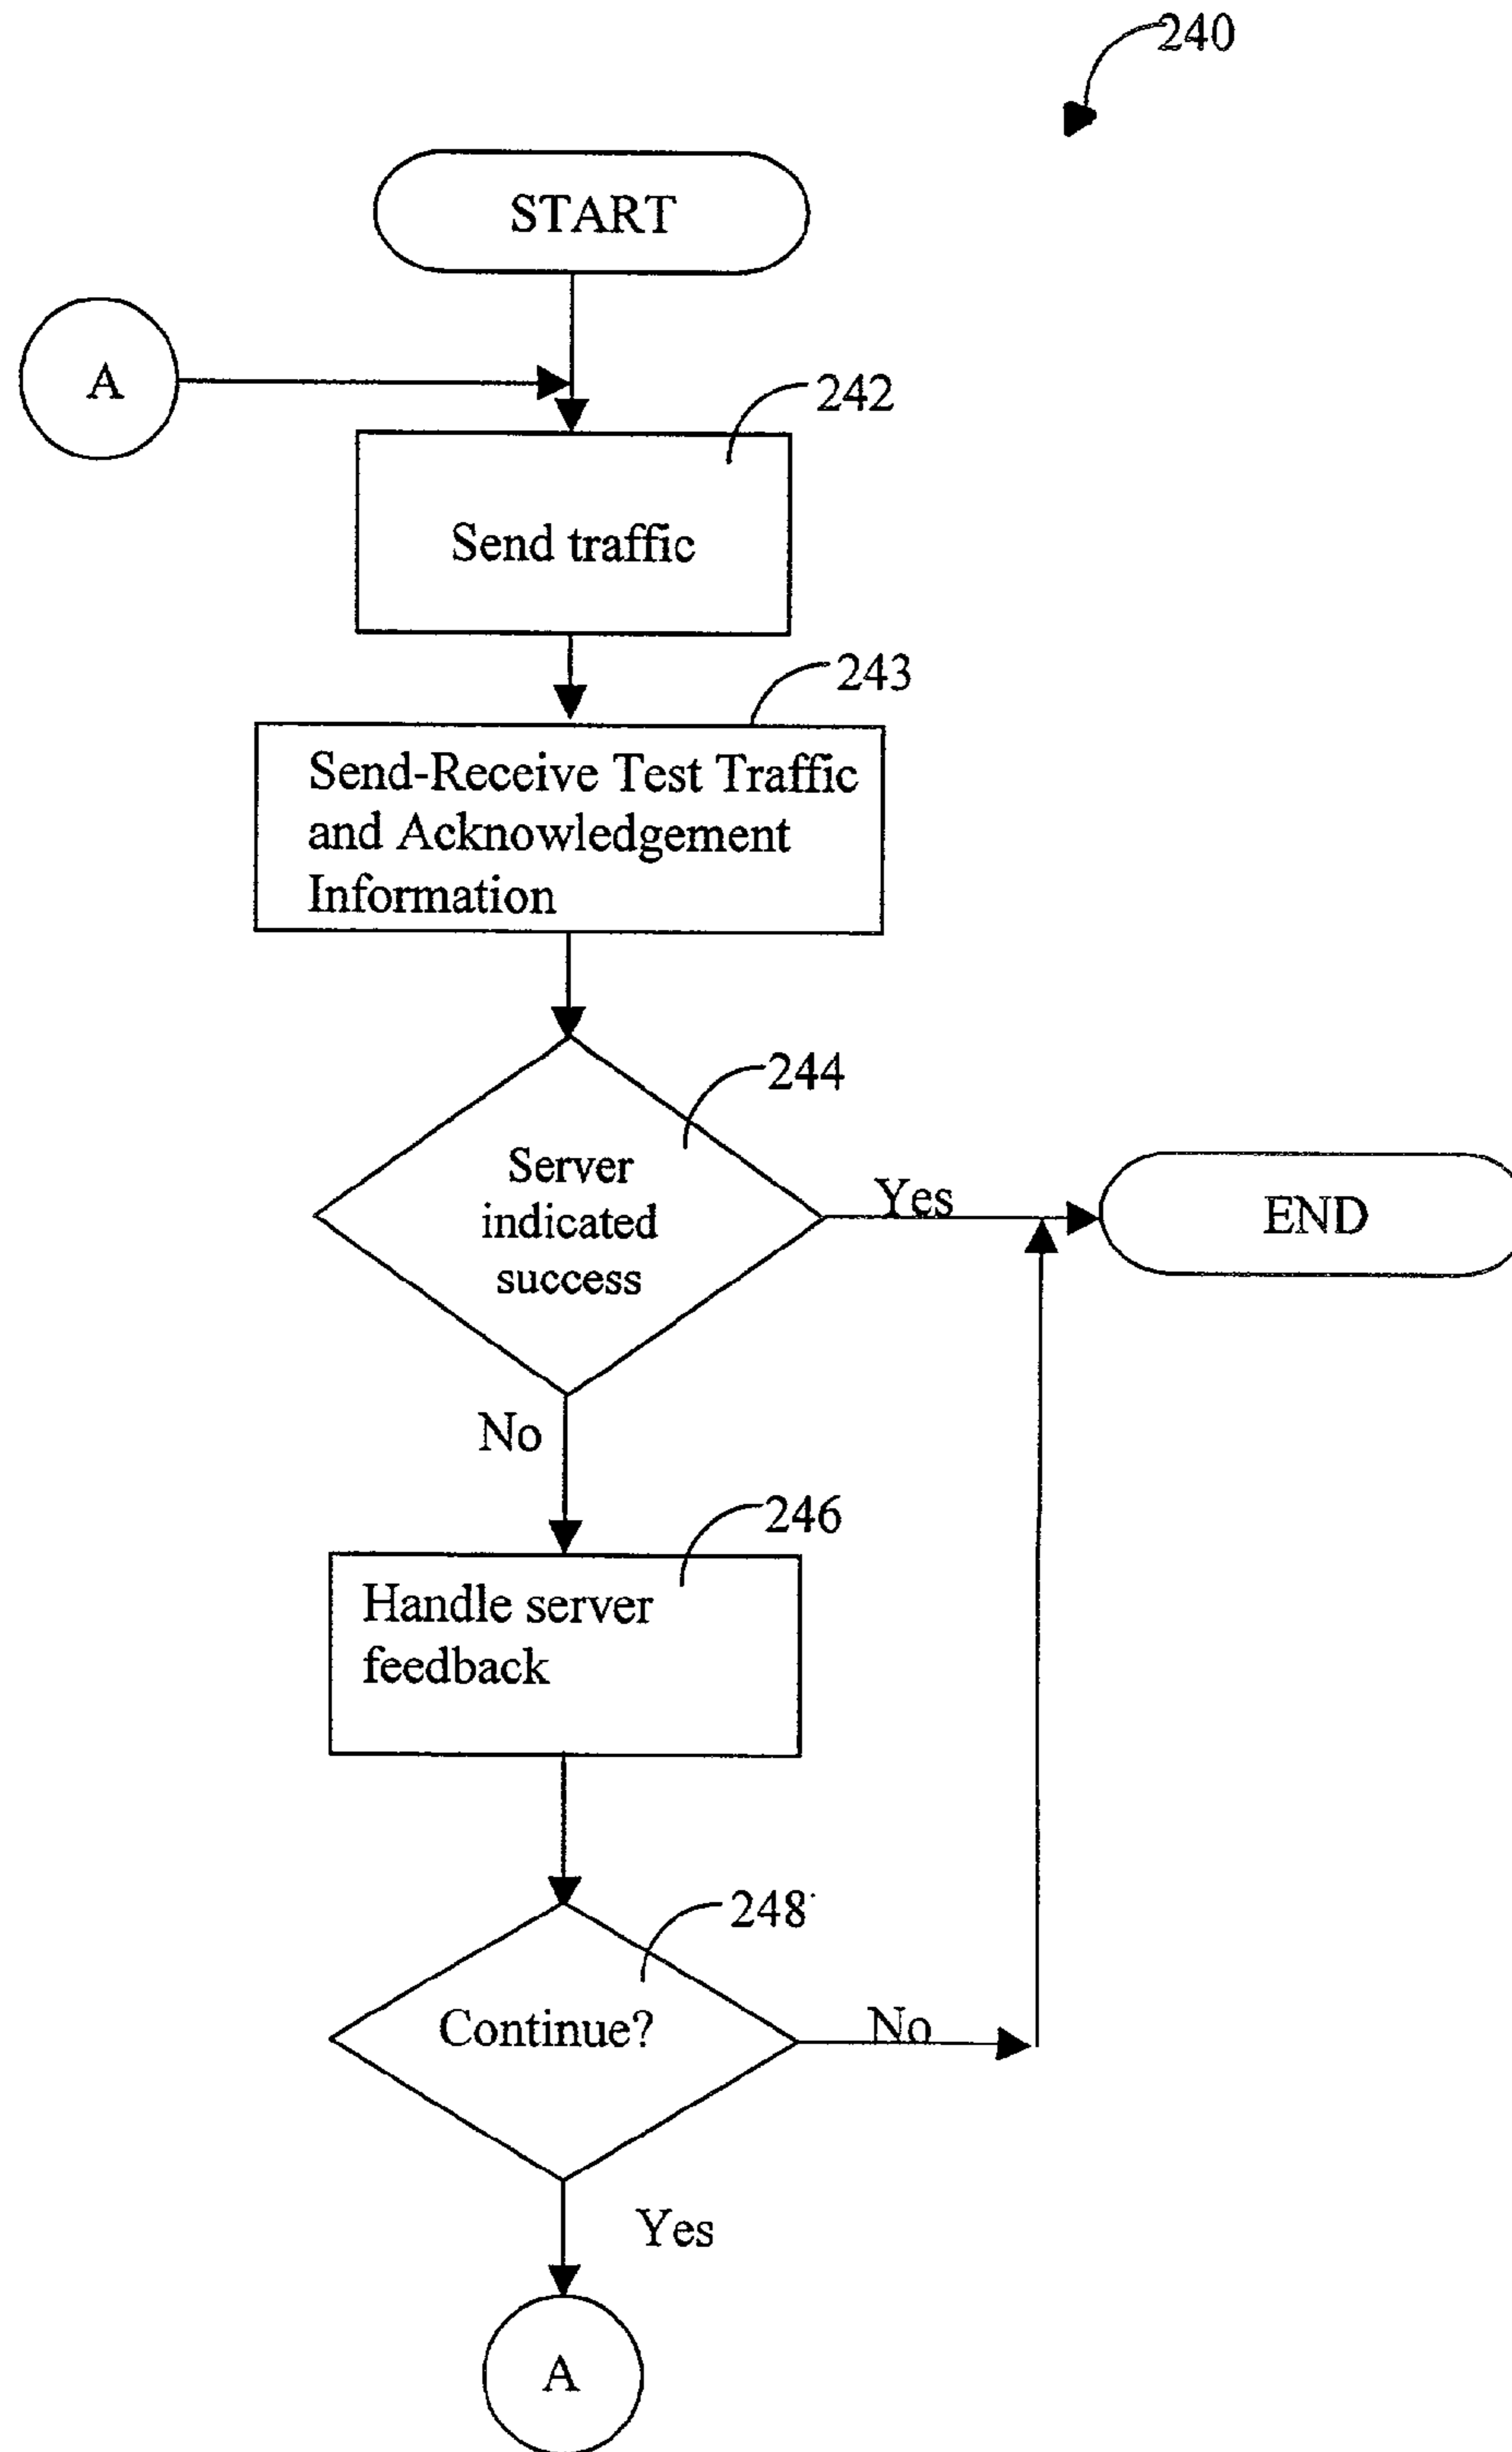 240
START
A
242
Send traffic
243
Send-Receive Test Traffic
and Acknowledgement
Information
244
Server
indicated
success
Yes
END
No
246
Handle server
feedback
248
Continue?
No
Yes
A